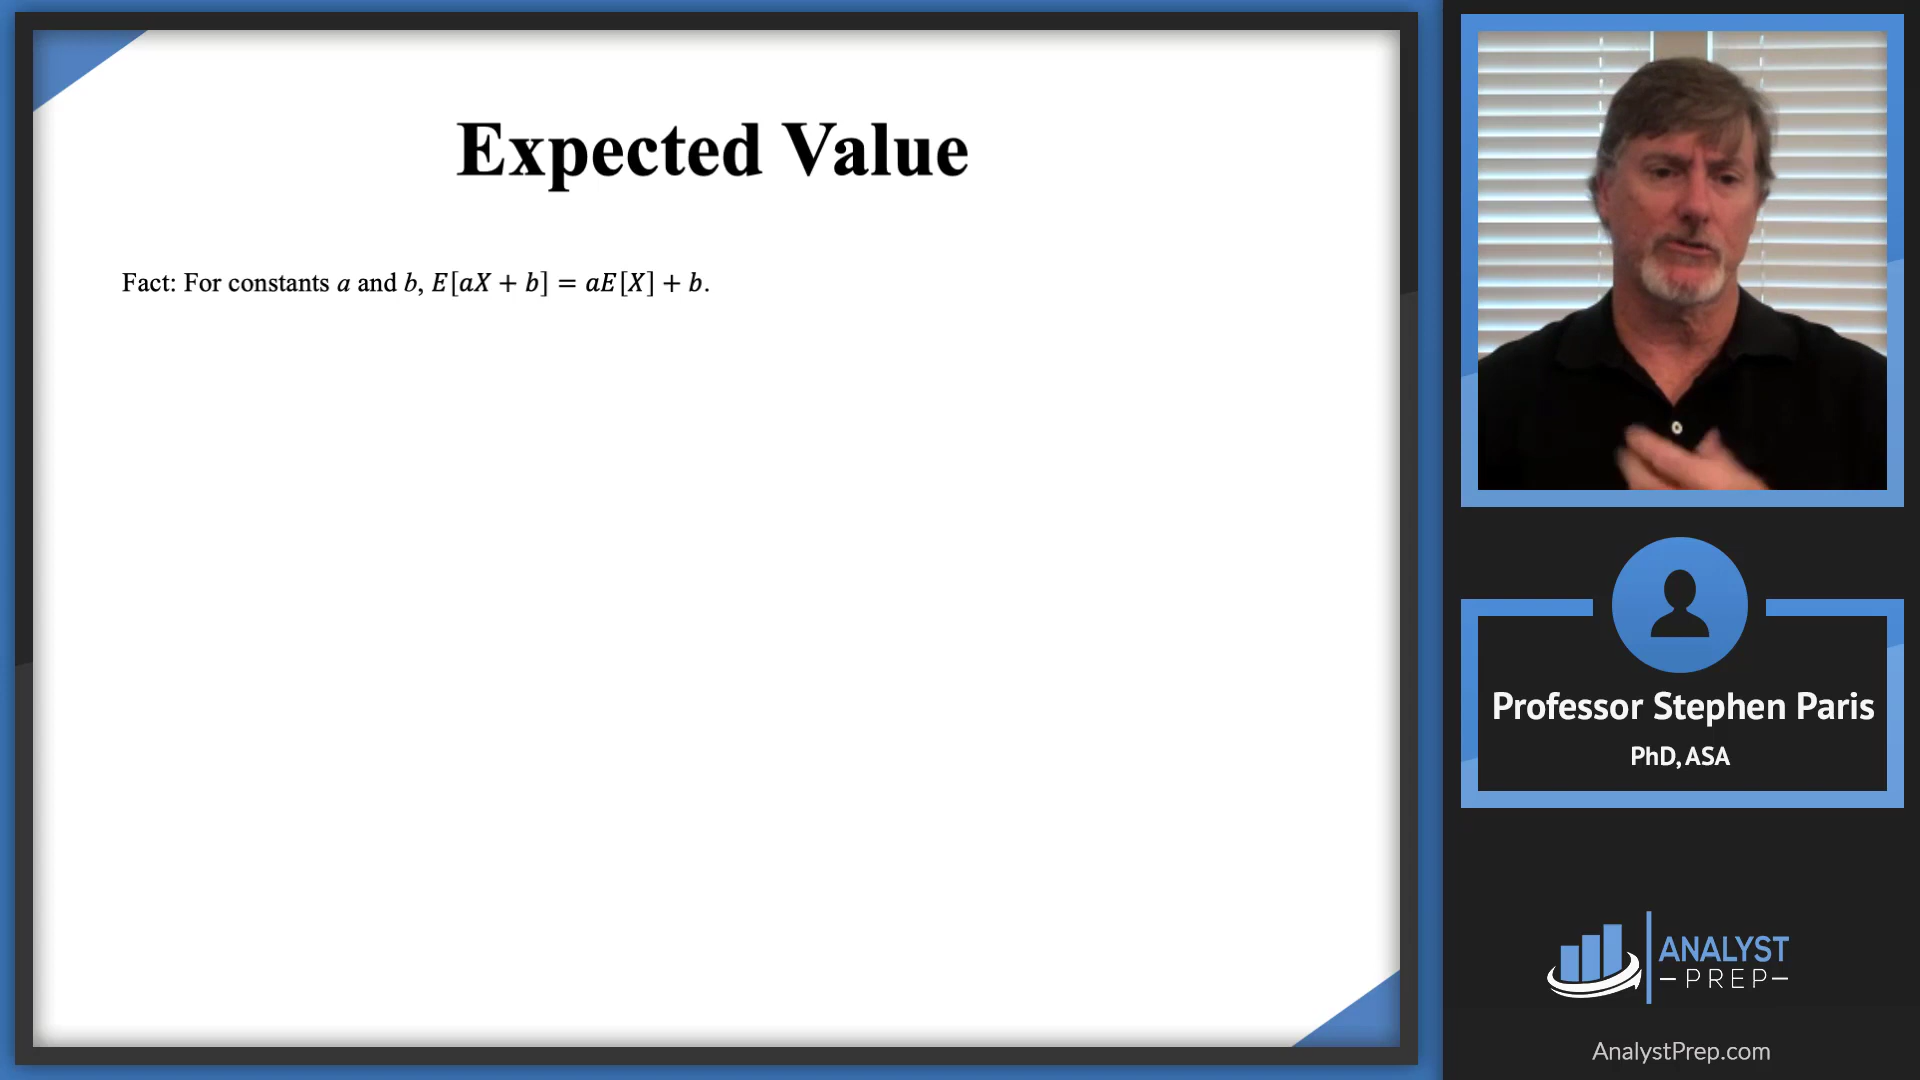 Expected Value
Fact: For constants a and b, E[aX + b] = aE[X] + b.
Professor Stephen Paris
PhD, ASA
ANALYST
PREP
AnalystPrep.com